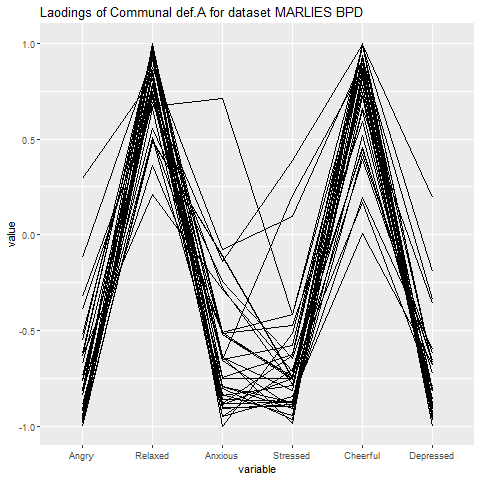 Laodings of Communal def.A for dataset MARLIES BPD
1.0
0.5
0.0
-0.5
-1.0
value
Angry Relaxed Anxious Stressed Cheerful Depressed
variable